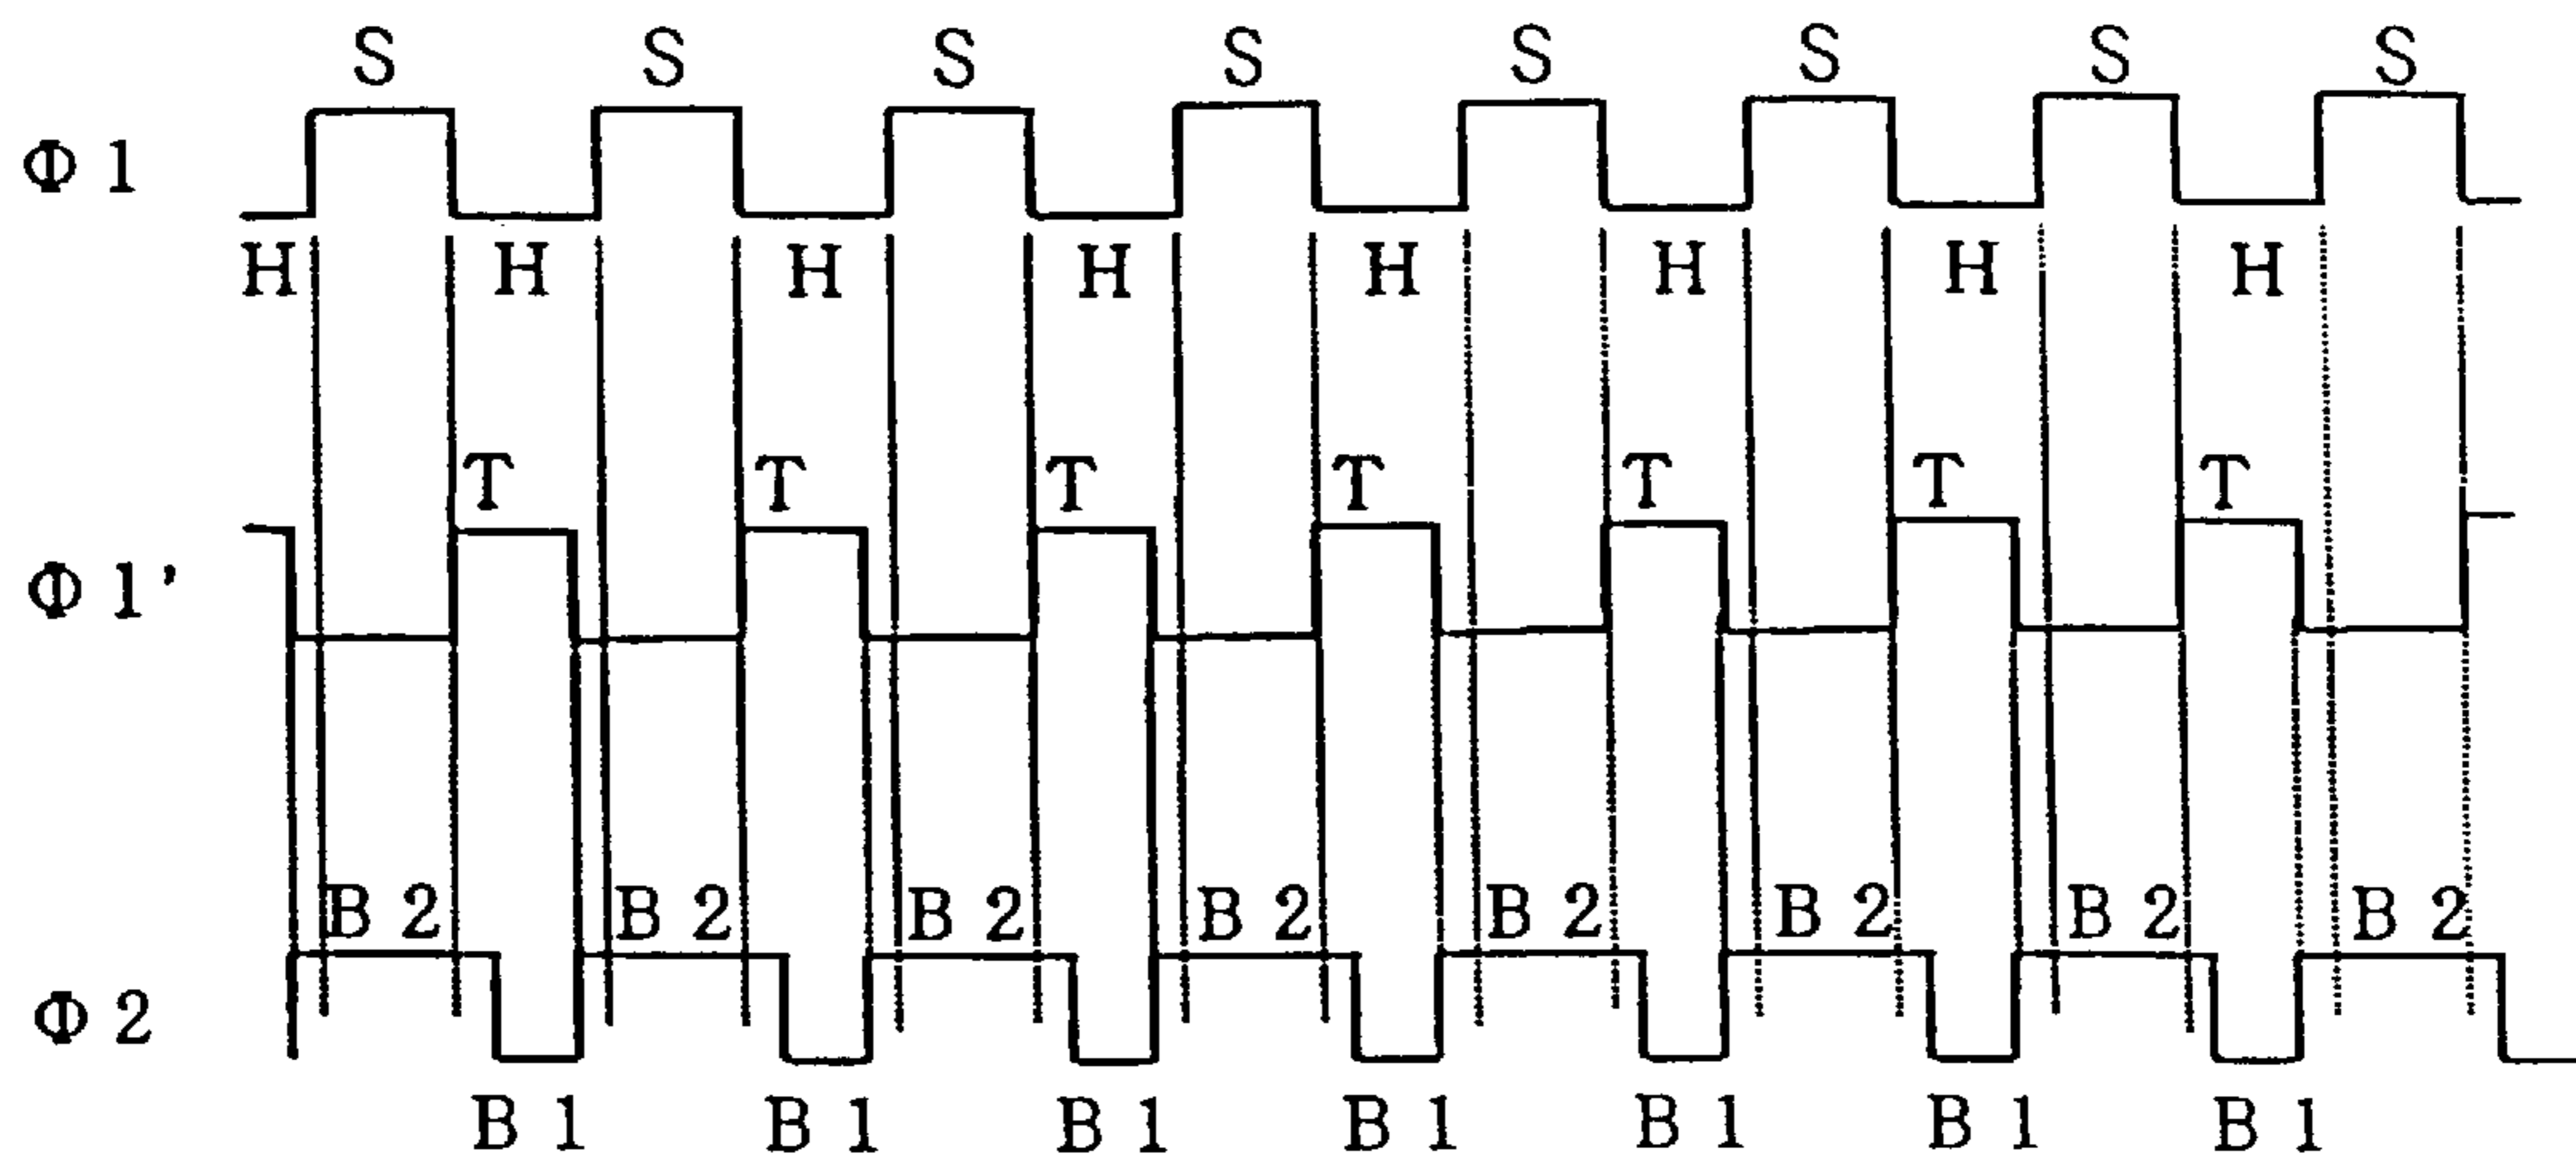 S S S S S S S S
Φ 1
H H H H H H H H
T T T T T T T
Φ 1'
B 2 B 2 B 2 B 2 B 2 B 2 B 2 B 2
Φ 2
B 1 B 1 B 1 B 1 B 1 B 1 B 1